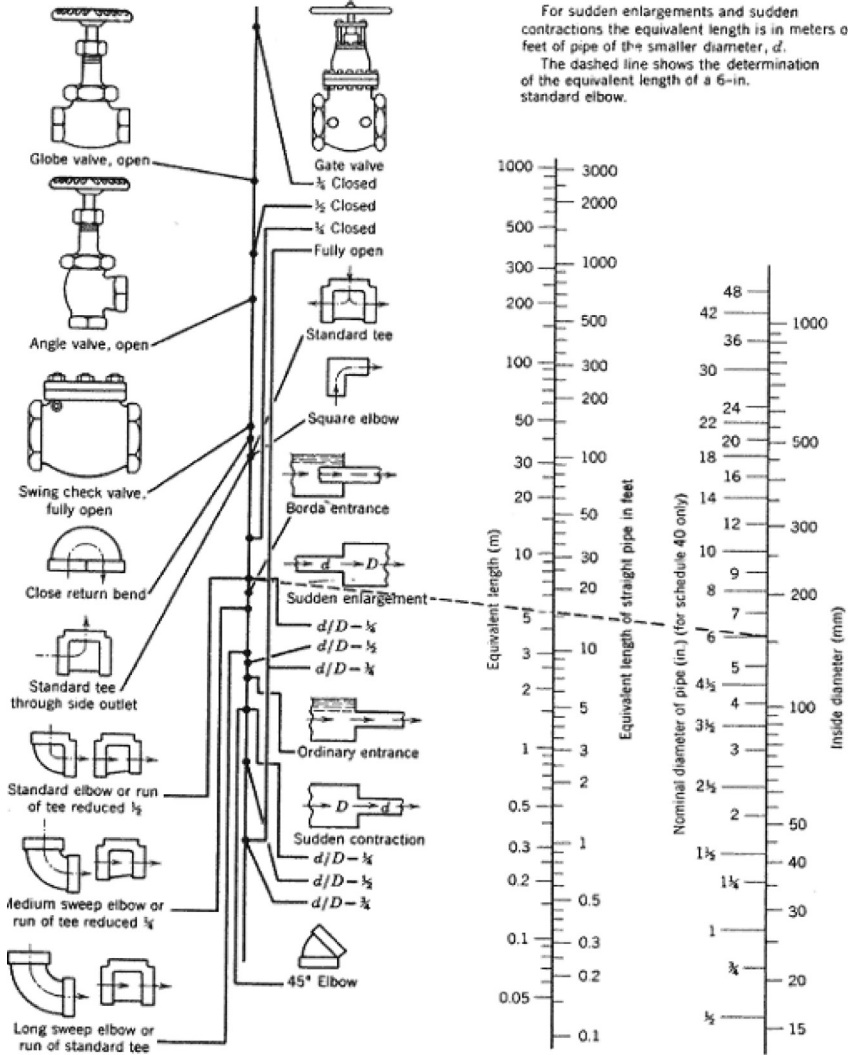 For sudden enlargements and sudden
contractions the equivalent length is in meters o
feet of pipe of the smaller diameter, d.
The dashed line shows the determination
of the equivalent length of a 6-in.
standard elbow.
Globe valve, open
Angle valve, open
Swing check valve,
fully open
Close return bend
Standard tee
through side outlet
Standard elbow or run
of tee reduced ½
Medium sweep elbow or
run of tee reduced ¼
Long sweep elbow or
run of standard tee
Gate valve
¾ Closed
½ Closed
¼ Closed
Fully open
Standard tee
Square elbow
Borda entrance
d D
Sudden enlargement
d/D – ¼
d/D – ½
d/D – ¾
Ordinary entrance
D d
Sudden contraction
d/D – ¼
d/D – ½
d/D – ¾
45° Elbow
Equivalent length (m)
1000
500
300
200
100
50
30
20
10
5
3
2
1
0.5
0.3
0.2
0.1
0.05
Equivalent length of straight pipe in feet
3000
2000
1000
500
300
200
100
50
30
20
10
5
3
2
1
0.5
0.3
0.2
0.1
Nominal diameter of pipe (in.) (for schedule 40 only)
48
42
36
30
24
22
20
18
16
14
12
10
9
8
7
6
5
4½
4
3½
3
2½
2
1½
1¼
1
¾
½
Inside diameter (mm)
1000
500
300
200
100
50
40
30
20
15